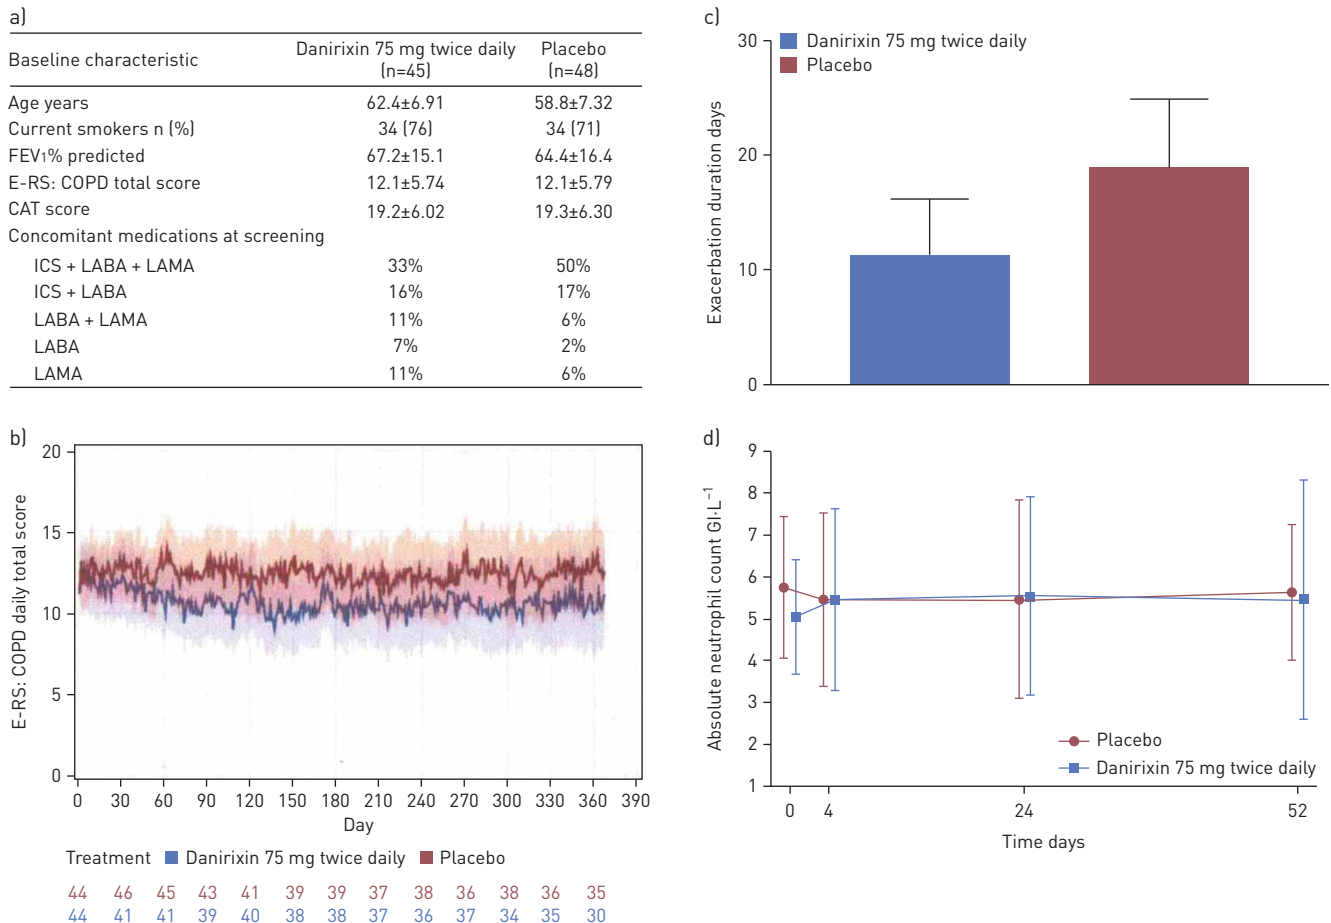 a)
Baseline characteristic Danirixin 75 mg twice daily (n=45) Placebo (n=48)
Age years 62.4±6.91 58.8±7.32
Current smokers n (%) 34 (76) 34 (71)
FEV1% predicted 67.2±15.1 64.4±16.4
E-RS: COPD total score 12.1±5.74 12.1±5.79
CAT score 19.2±6.02 19.3±6.30
Concomitant medications at screening
ICS + LABA + LAMA 33% 50%
ICS + LABA 16% 17%
LABA + LAMA 11% 6%
LABA 7% 2%
LAMA 11% 6%
b)
E-RS: COPD daily total score
20
15
10
5
0
0 30 60 90 120 150 180 210 240 270 300 330 360 390
Day
Treatment Danirixin 75 mg twice daily Placebo
44 46 45 43 41 39 39 37 38 36 38 36 35
44 41 41 39 40 38 38 37 36 37 34 35 30
c)
Danirixin 75 mg twice daily
Placebo
Exacerbation duration days
30
20
10
0
d)
Absolute neutrophil count GI·L−1
9
8
7
6
5
4
3
2
1
Placebo
Danirixin 75 mg twice daily
0 4 24 52
Time days